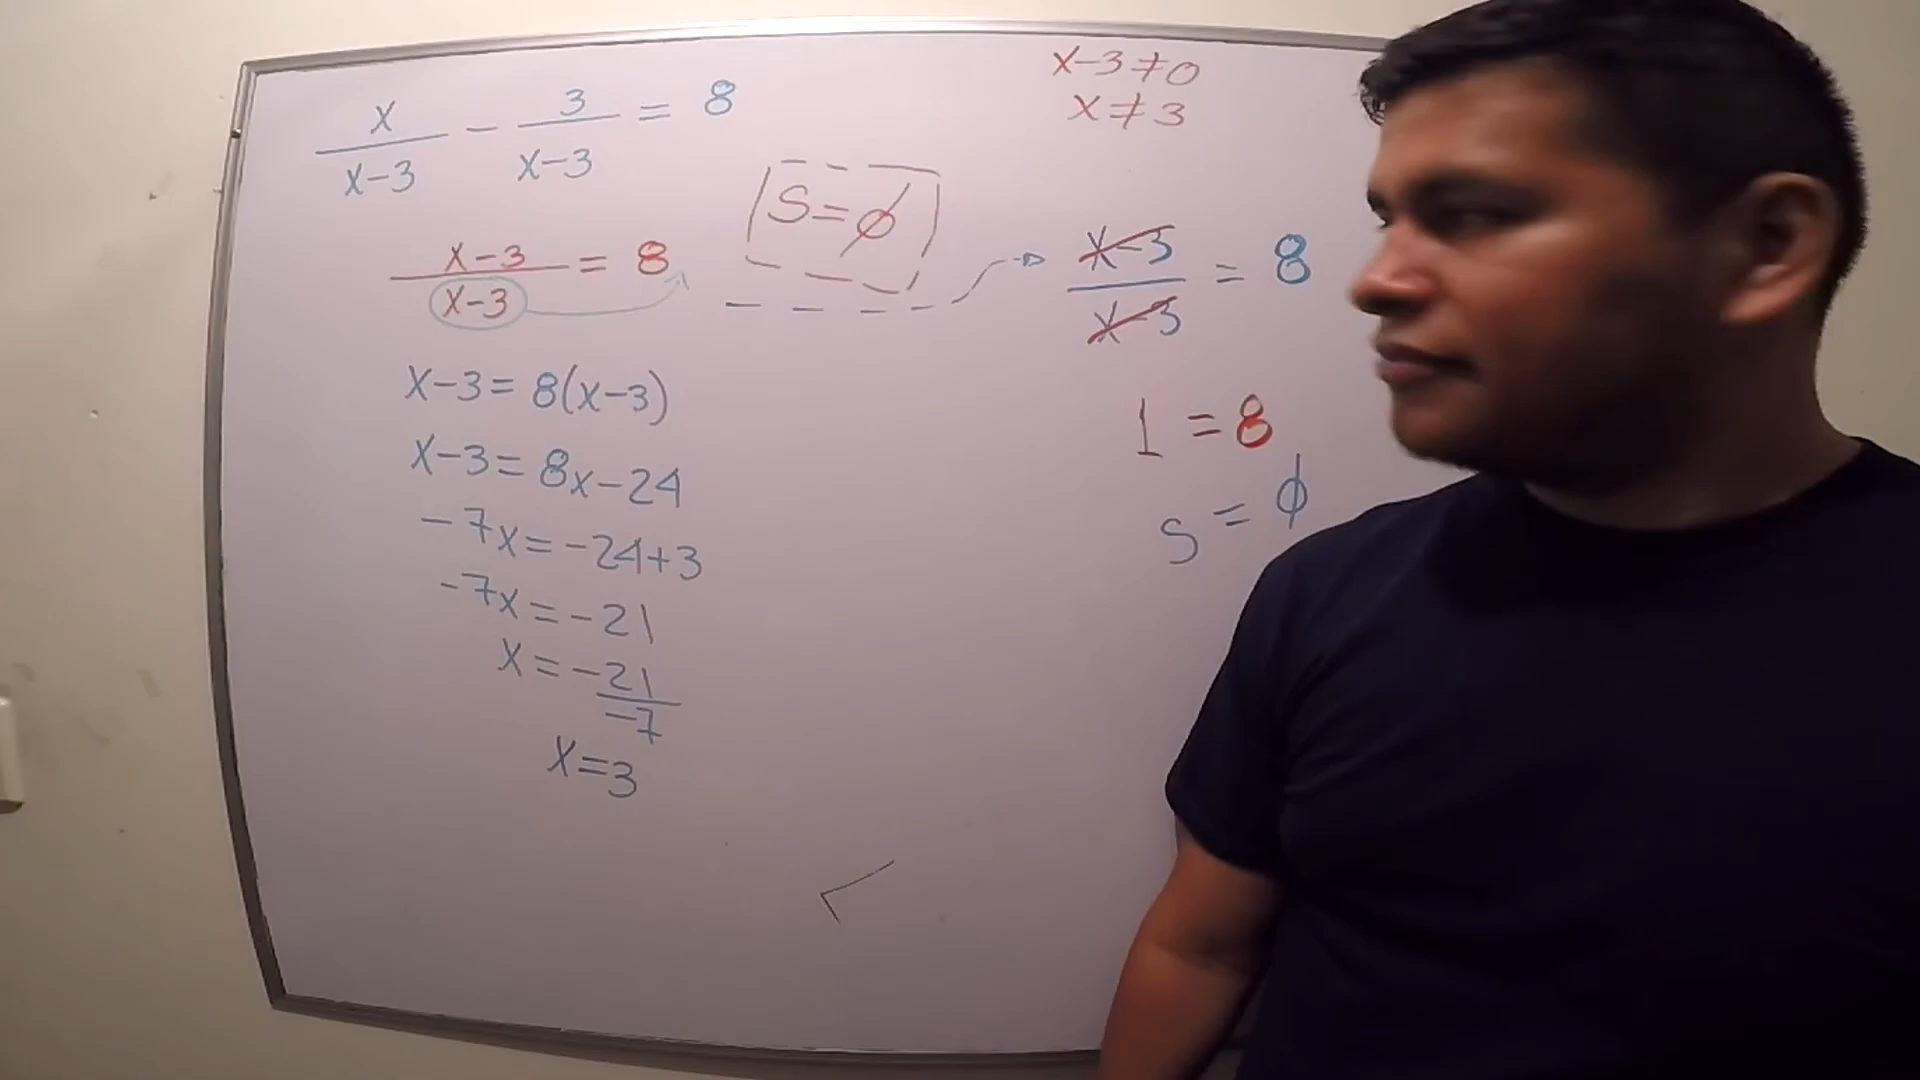 x/(x-3) - 3/(x-3) = 8
(x-3)/(x-3) = 8
x-3 = 8(x-3)
x-3 = 8x-24
-7x = -24+3
-7x = -21
x = -21/-7
x = 3
S = ∅
x-3 ≠ 0
x ≠ 3
(x-3)/(x-3) = 8
1 = 8
S = ϕ